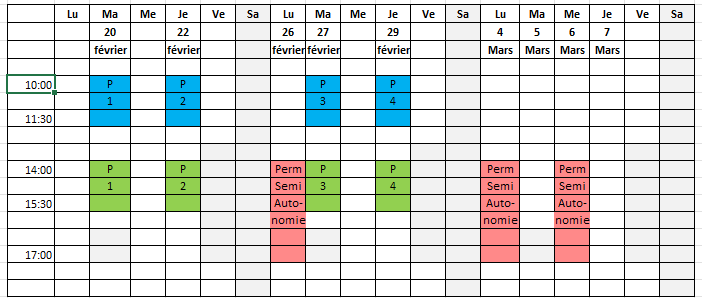 Lu Ma Me Je Ve Sa Lu Ma Me Je Ve Sa Lu Ma Me Je Ve Sa
20 22 26 27 29 4 5 6 7
février février février février février Mars Mars Mars Mars
10:00 P P P P
1 2 3 4
11:30
14:00 P P Perm P P Perm Perm
1 2 Semi 3 4 Semi Semi
15:30 Auto- Auto- Auto-
nomie nomie nomie
17:00